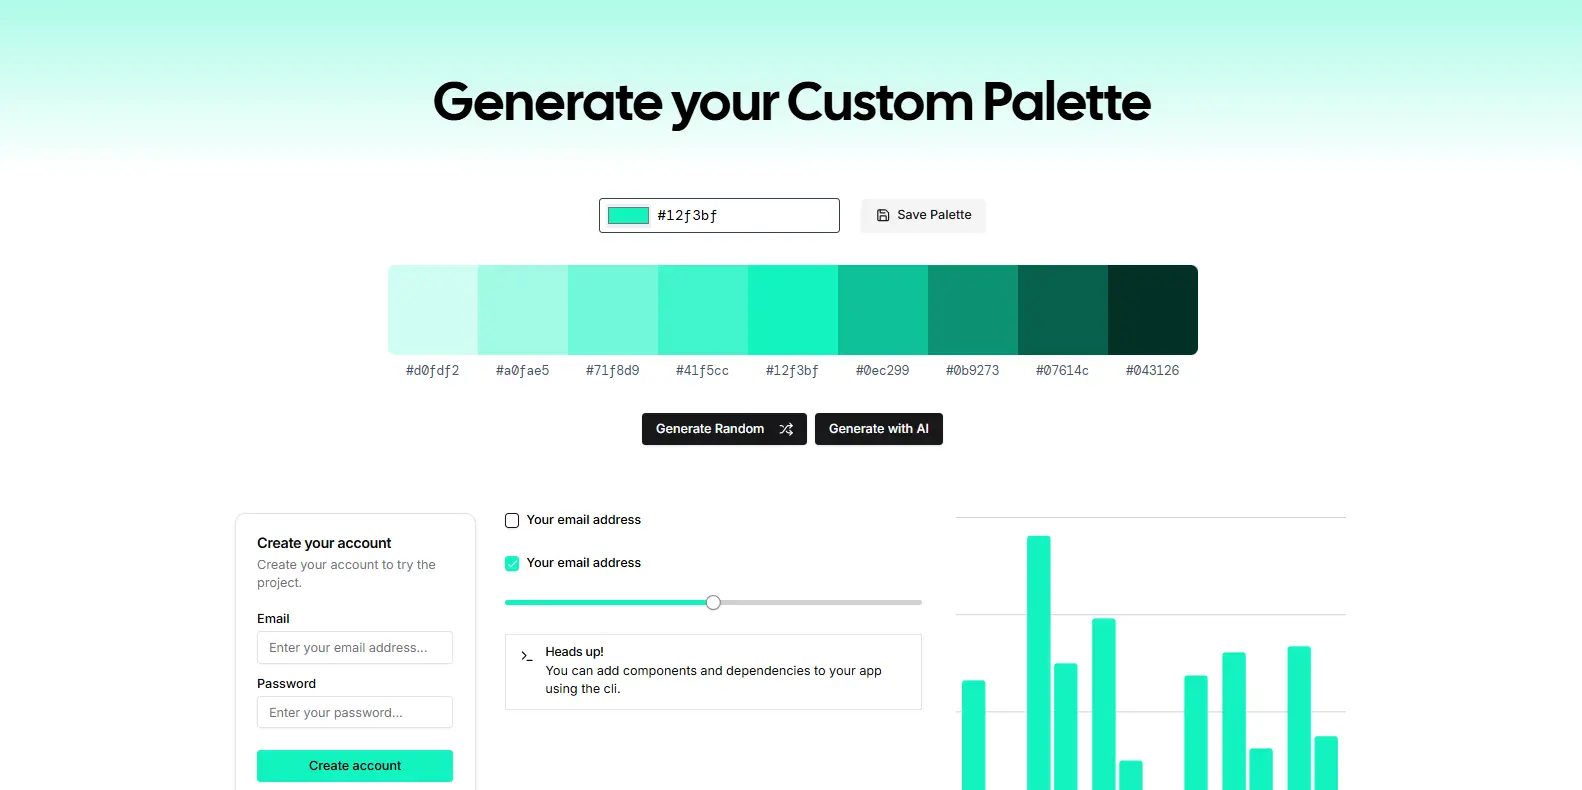 Generate your Custom Palette
#12f3bf
Save Palette
#d0fdf2 #a0fae5 #71f8d9 #41f5cc #12f3bf #0ec299 #0b9273 #07614c #043126
Generate Random
Generate with AI
Create your account
Create your account to try the
project.
Email
Enter your email address...
Password
Enter your password...
Create account
Your email address
Your email address
Heads up!
You can add components and dependencies to your app
using the cli.